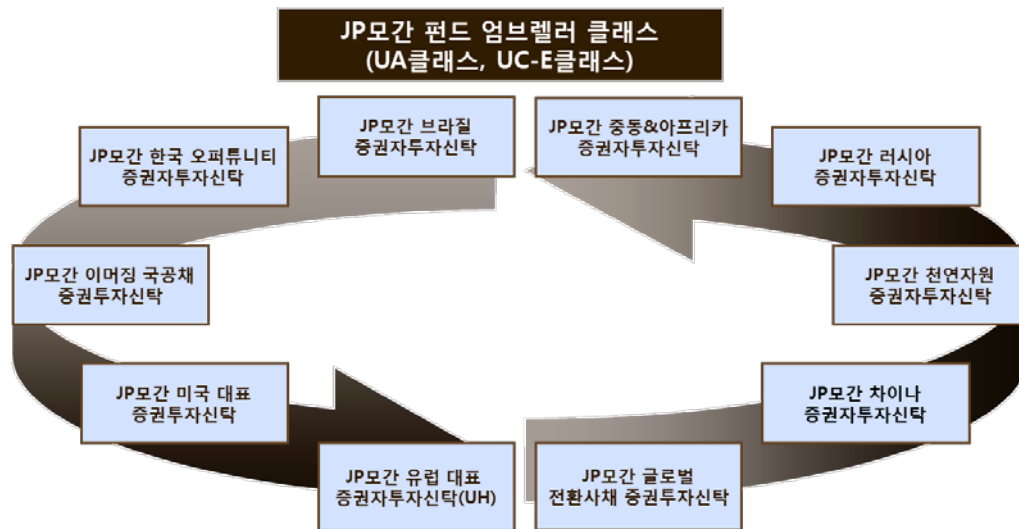 JP모간 펀드 엄브렐러 클래스
(UA클래스, UC-E클래스)
JP모간 브라질
증권자투자신탁
JP모간 중동&아프리카
증권자투자신탁
JP모간 한국 오퍼튜니티
증권자투자신탁
JP모간 러시아
증권자투자신탁
JP모간 이머징 국공채
증권투자신탁
JP모간 천연자원
증권자투자신탁
JP모간 미국 대표
증권투자신탁
JP모간 차이나
증권자투자신탁
JP모간 유럽 대표
증권자투자신탁(UH)
JP모간 글로벌
전환사채 증권투자신탁